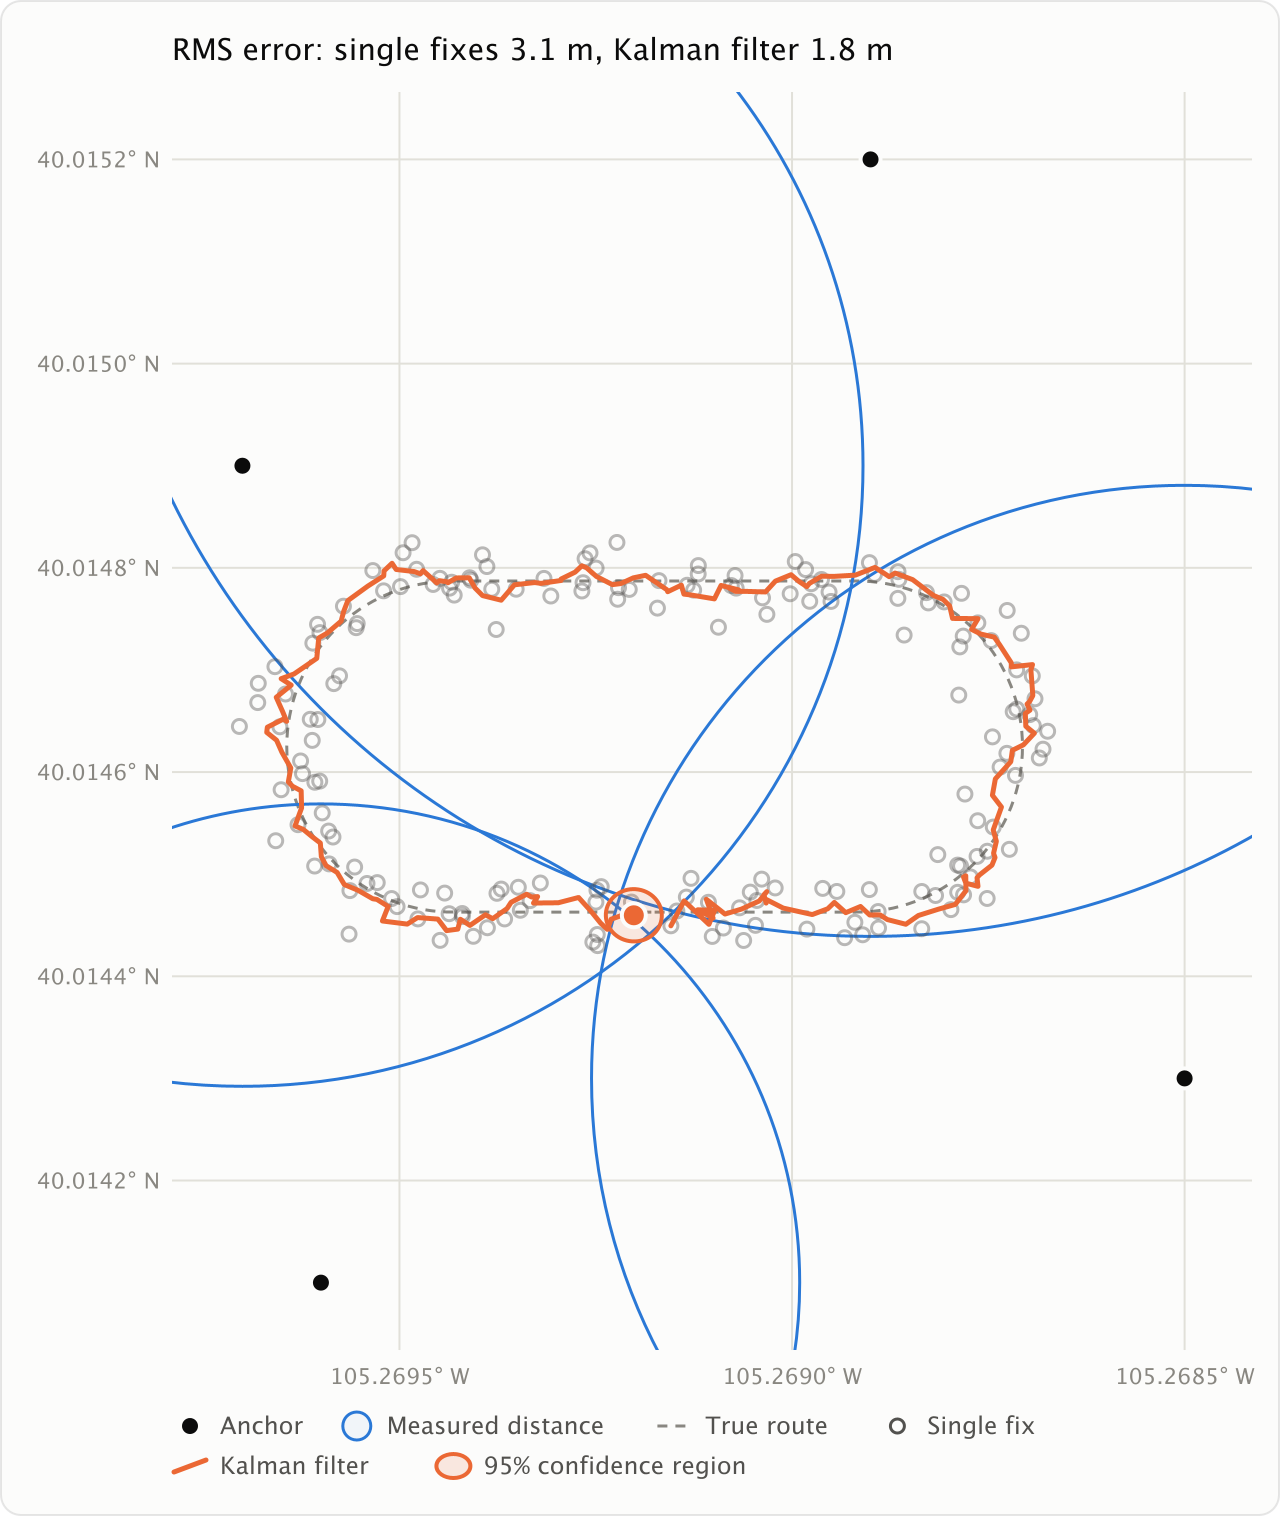 RMS error: single fixes 3.1 m, Kalman filter 1.8 m
40.0152° N
40.0150° N
40.0148° N
40.0146° N
40.0144° N
40.0142° N
105.2695° W 105.2690° W 105.2685° W
Anchor Measured distance True route Single fix
Kalman filter 95% confidence region